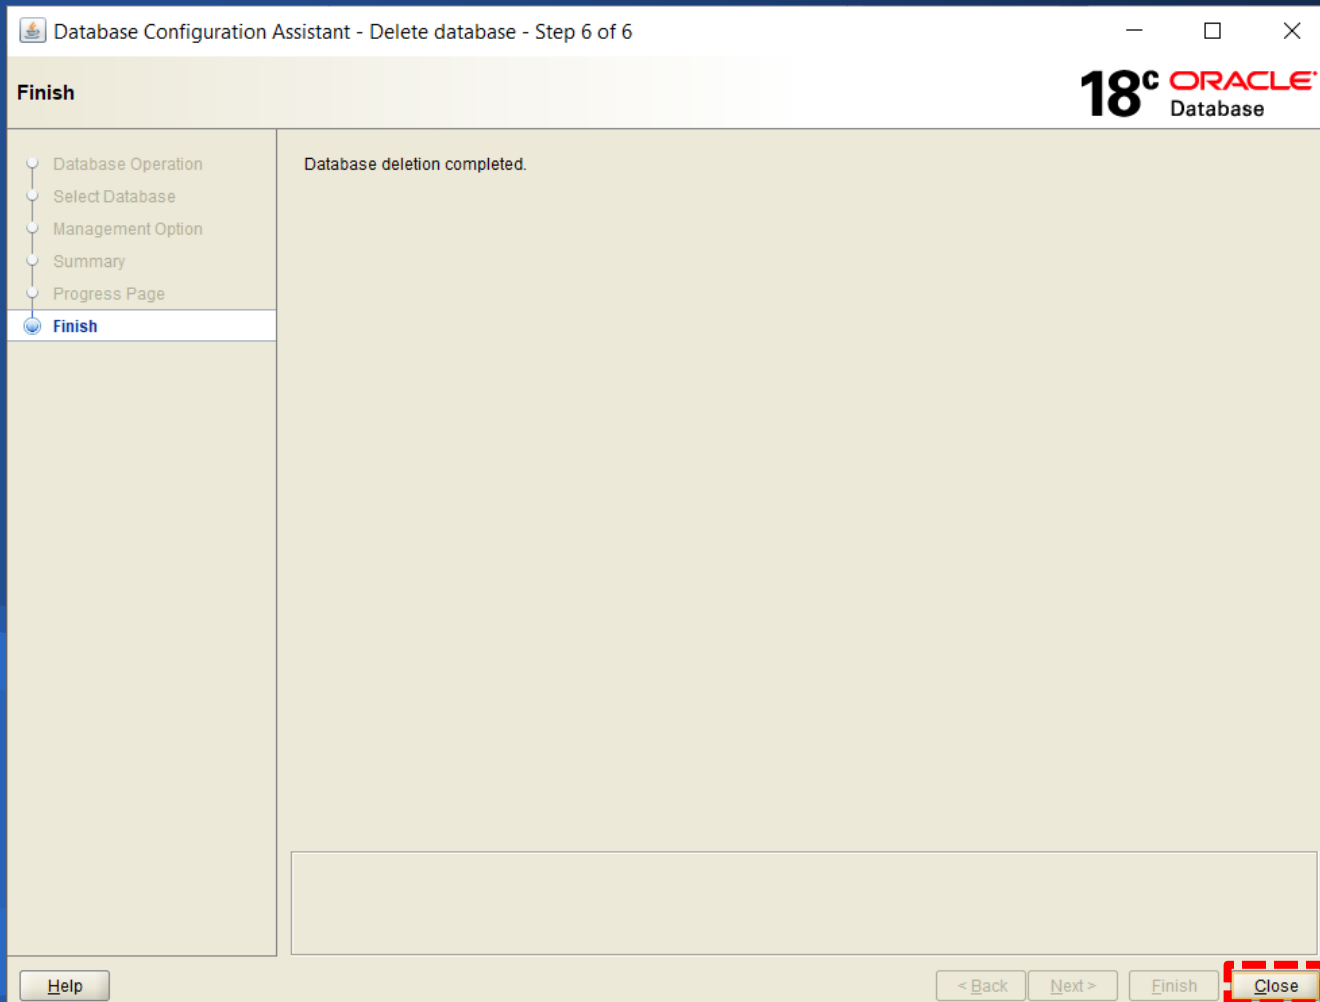 Database Configuration Assistant - Delete database - Step 6 of 6
Finish
18c ORACLE
Database
Database Operation
Select Database
Management Option
Summary
Progress Page
Finish
Database deletion completed.
Help
< Back
Next >
Finish
Close